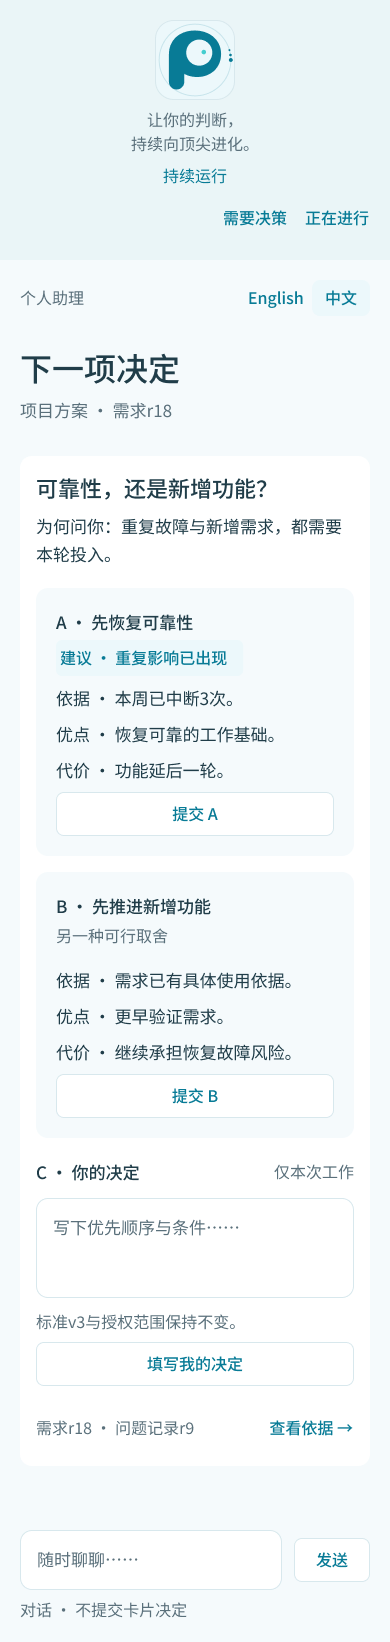 让你的判断，
持续向顶尖进化。
持续运行
需要决策 正在进行
个人助理 English 中文
下一项决定
项目方案 · 需求r18
可靠性，还是新增功能？
为何问你：重复故障与新增需求，都需要
本轮投入。
A · 先恢复可靠性
建议 · 重复影响已出现
依据 · 本周已中断3次。
优点 · 恢复可靠的工作基础。
代价 · 功能延后一轮。
提交 A
B · 先推进新增功能
另一种可行取舍
依据 · 需求已有具体使用依据。
优点 · 更早验证需求。
代价 · 继续承担恢复故障风险。
提交 B
C · 你的决定 仅本次工作
写下优先顺序与条件……
标准v3与授权范围保持不变。
填写我的决定
需求r18 · 问题记录r9 查看依据 →
随时聊聊…… 发送
对话 · 不提交卡片决定